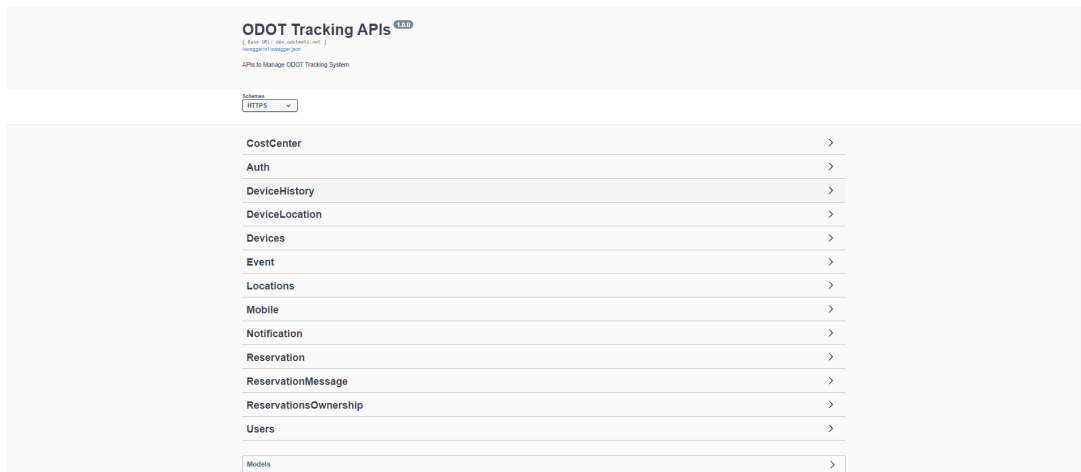 ODOT Tracking APIs 1.0.0
[ Base URL: dev.odotmets.net ]
/swagger/v1/swagger.json
APIs to Manage ODOT Tracking System
Schemes
HTTPS
CostCenter
Auth
DeviceHistory
DeviceLocation
Devices
Event
Locations
Mobile
Notification
Reservation
ReservationMessage
ReservationsOwnership
Users
Models